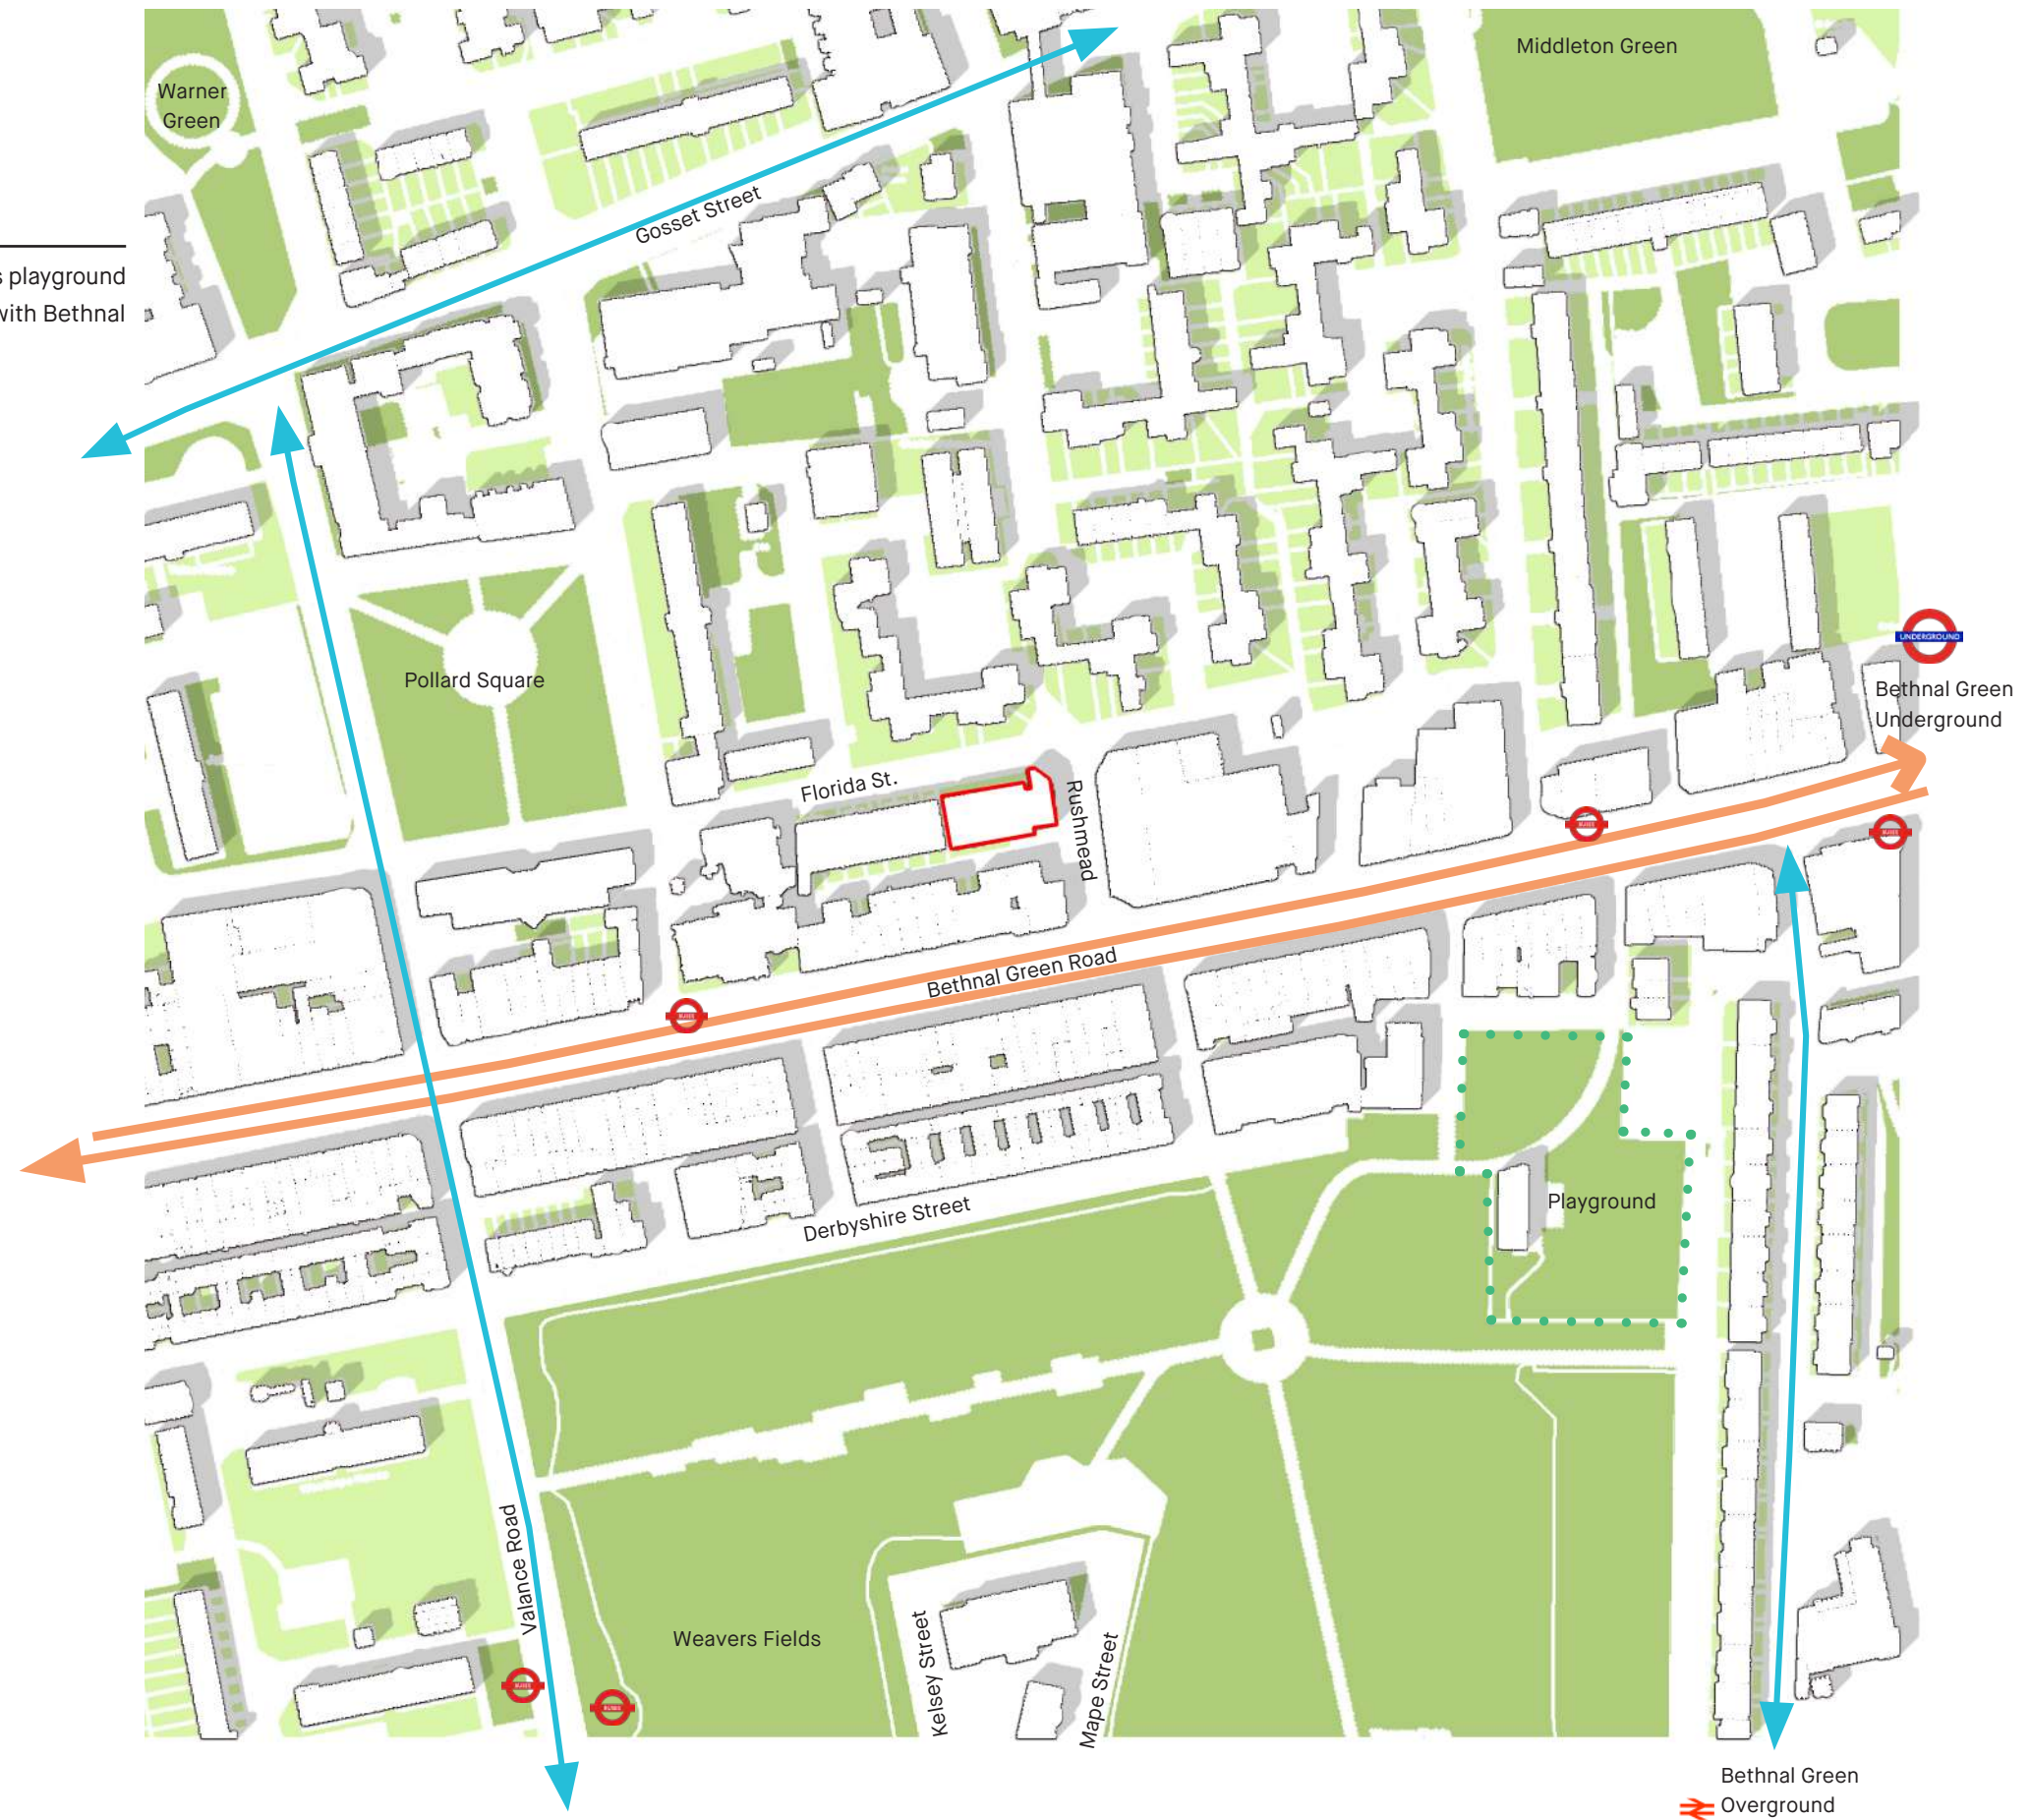 Middleton Green
Warner
Green
Gosset Street
s playground
with Bethnal
UNDERGROUND
Pollard Square
Bethnal Green
Underground
Florida St.
Rushmead
Bethnal Green Road
Playground
Derbyshire Street
Valance Road
Weavers Fields
Kelsey Street
Mape Street
Bethnal Green
Overground